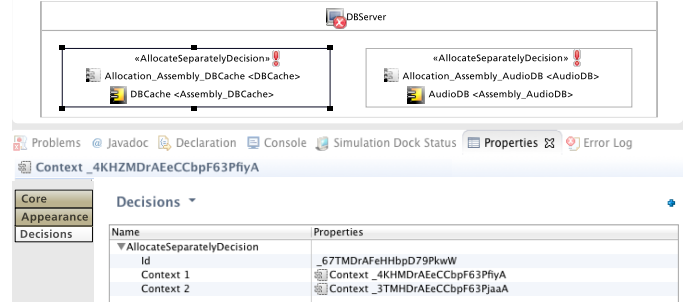 DBServer
«AllocateSeparatelyDecision»
Allocation_Assembly_DBCache <DBCache>
DBCache <Assembly_DBCache>
«AllocateSeparatelyDecision»
Allocation_Assembly_AudioDB <AudioDB>
AudioDB <Assembly_AudioDB>
Problems @ Javadoc Declaration Console Simulation Dock Status Properties Error Log
Context _4KHZMDrAEeCCbpF63PfiyA
Core
Appearance
Decisions
Decisions
Name Properties
AllocateSeparatelyDecision
Id _67TMDrAFeHHbpD79PkwW
Context 1 Context _4KHMDrAEeCCbpF63PfiyA
Context 2 Context _3TMHDrAEeCCbpF63PjaaA